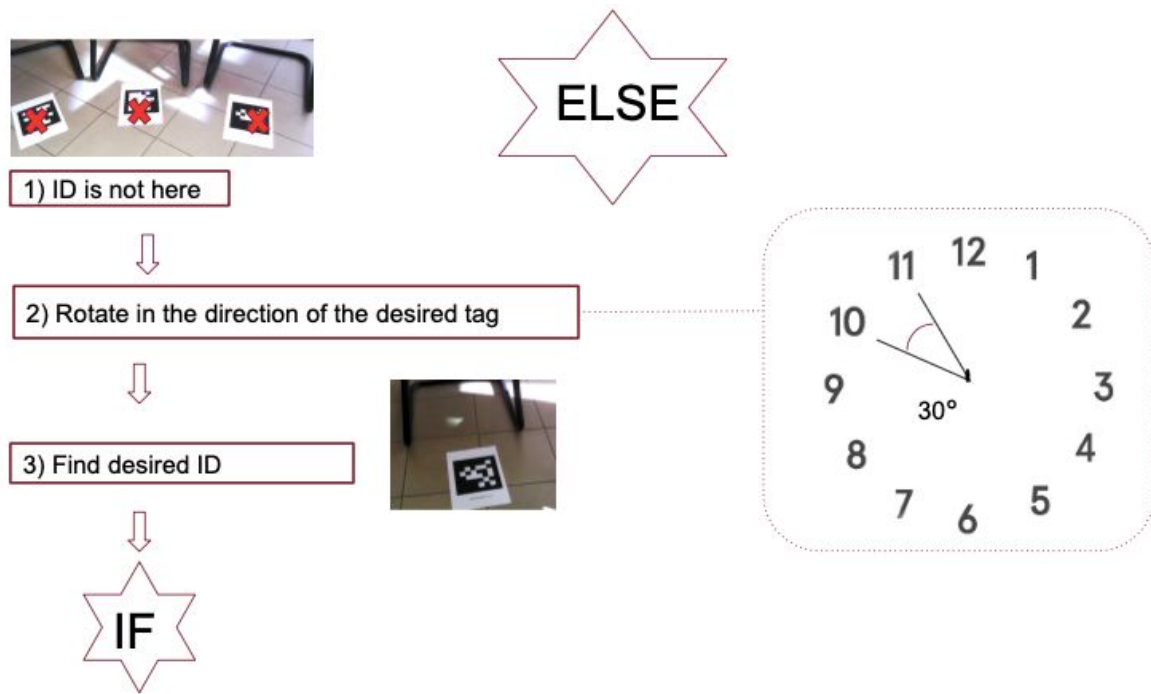 ELSE
1) ID is not here
2) Rotate in the direction of the desired tag
3) Find desired ID
IF
12
11
1
10
2
9
3
30°
8
4
7
5
6